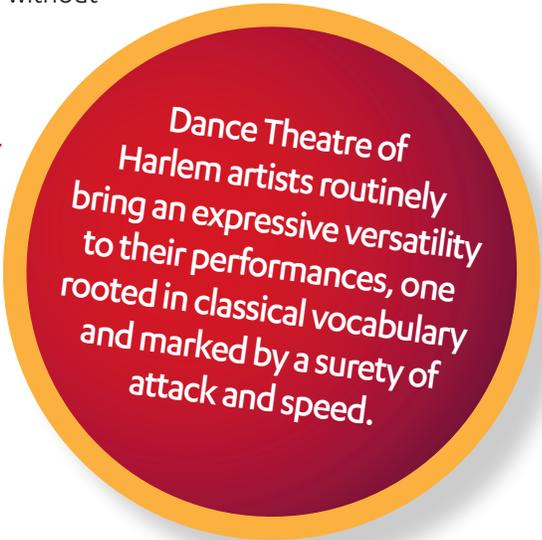 without
Dance Theatre of
Harlem artists routinely
bring an expressive versatility
to their performances, one
rooted in classical vocabulary
and marked by a surety of
attack and speed.